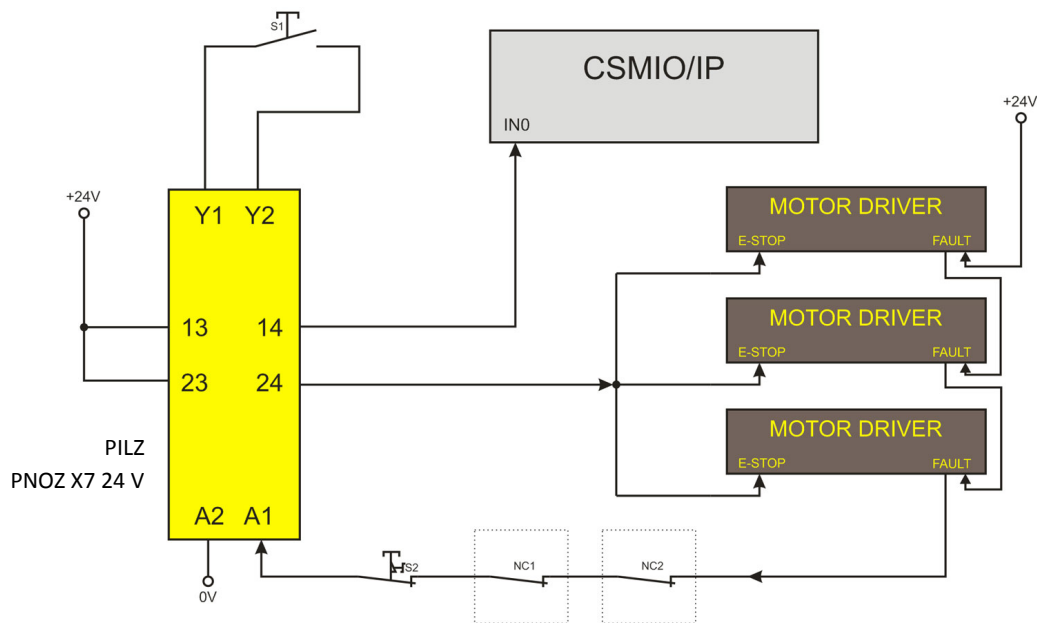 S1
CSMIO/IP
IN0
+24V
+24V
Y1 Y2
MOTOR DRIVER
E-STOP FAULT
13 14
MOTOR DRIVER
E-STOP FAULT
23 24
PILZ
PNOZ X7 24 V
MOTOR DRIVER
E-STOP FAULT
A2 A1
S2
NC1
NC2
0V